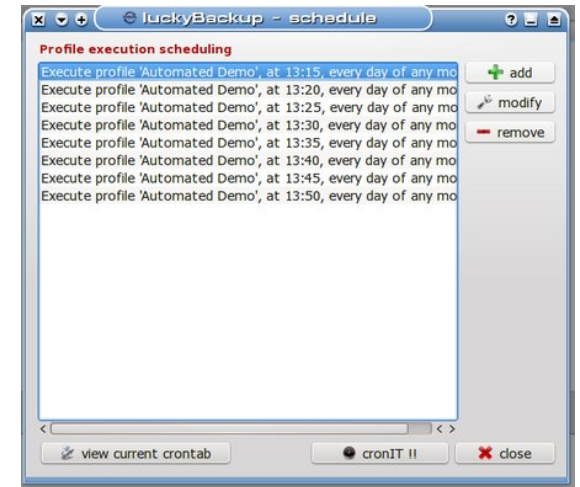 luckyBackup - schedule
Profile execution scheduling
Execute profile 'Automated Demo', at 13:15, every day of any mo
Execute profile 'Automated Demo', at 13:20, every day of any mo
Execute profile 'Automated Demo', at 13:25, every day of any mo
Execute profile 'Automated Demo', at 13:30, every day of any mo
Execute profile 'Automated Demo', at 13:35, every day of any mo
Execute profile 'Automated Demo', at 13:40, every day of any mo
Execute profile 'Automated Demo', at 13:45, every day of any mo
Execute profile 'Automated Demo', at 13:50, every day of any mo
add
modify
remove
view current crontab
cronIT !!
close